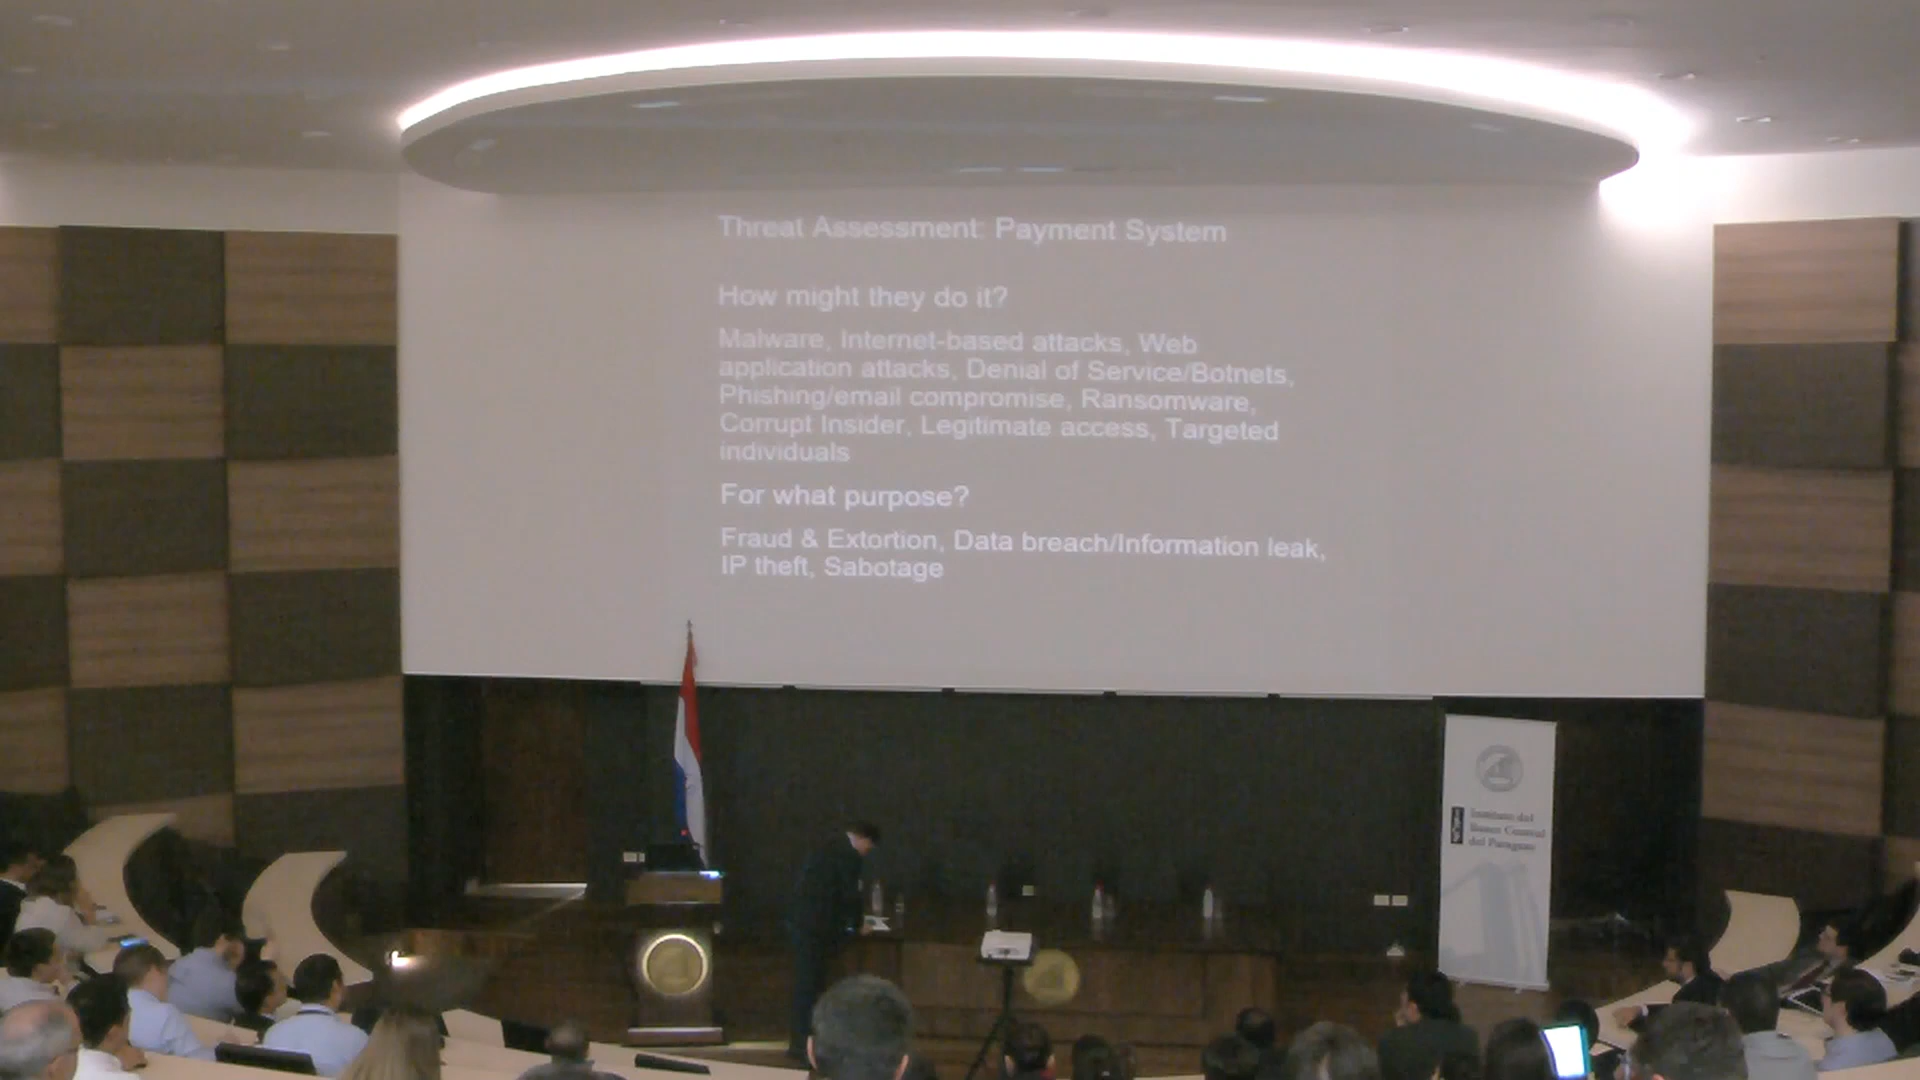 Threat Assessment: Payment System
How might they do it?
Malware, Internet-based attacks, Web
application attacks, Denial of Service/Botnets,
Phishing/email compromise, Ransomware,
Corrupt Insider, Legitimate access, Targeted
individuals
For what purpose?
Fraud & Extortion, Data breach/Information leak,
IP theft, Sabotage
Instituto del
Banco Central
del Paraguay